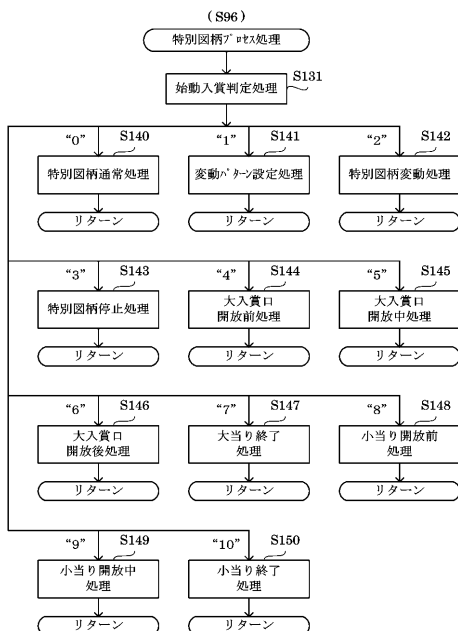 (S96)
特別図柄ﾌﾟﾛｾｽ処理
S131
始動入賞判定処理
“0” S140 “1” S141 “2” S142
特別図柄通常処理 変動ﾊﾟﾀｰﾝ設定処理 特別図柄変動処理
リターン リターン リターン
“3” S143 “4” S144 “5” S145
特別図柄停止処理 大入賞口 大入賞口
開放前処理 開放中処理
リターン リターン リターン
“6” S146 “7” S147 “8” S148
大入賞口 大当り終了 小当り開放前
開放後処理 処理 処理
リターン リターン リターン
“9” S149 “10” S150
小当り開放中 小当り終了
処理 処理
リターン リターン